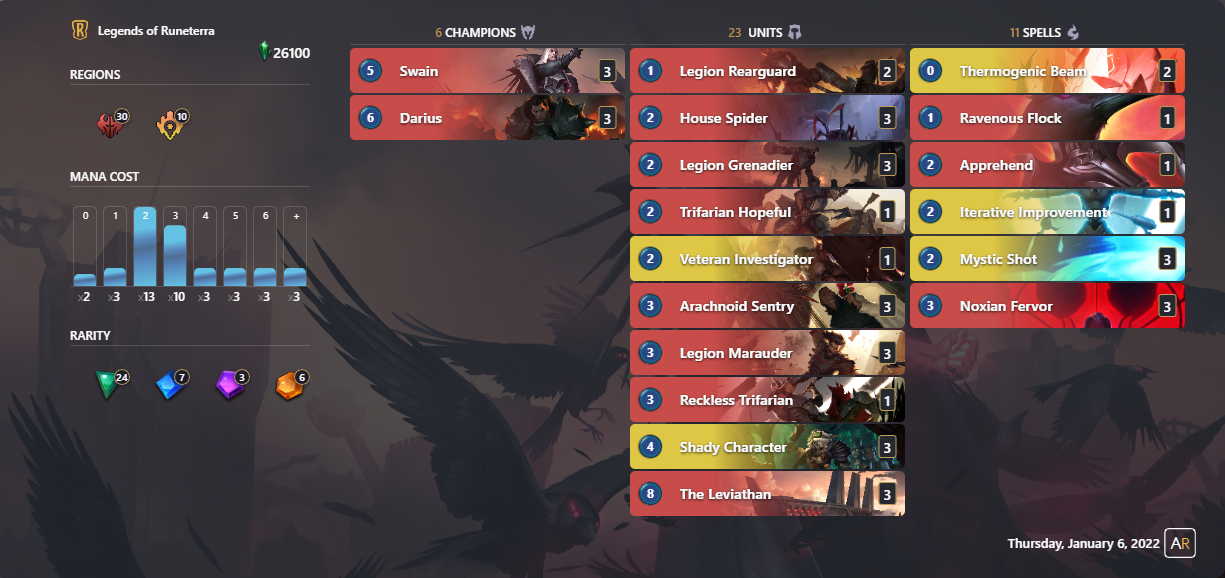 Legends of Runeterra
26100
REGIONS
30
10
MANA COST
0 1 2 3 4 5 6 +
x2 x3 x13 x10 x3 x3 x3 x3
RARITY
24 7 3 6
6 CHAMPIONS
5 Swain 3
6 Darius 3
23 UNITS
1 Legion Rearguard 2
2 House Spider 3
2 Legion Grenadier 3
2 Trifarian Hopeful 1
2 Veteran Investigator 1
3 Arachnoid Sentry 3
3 Legion Marauder 3
3 Reckless Trifarian 1
4 Shady Character 3
8 The Leviathan 3
11 SPELLS
0 Thermogenic Beam 2
1 Ravenous Flock 1
2 Apprehend 1
2 Iterative Improvement 1
2 Mystic Shot 3
3 Noxian Fervor 3
Thursday, January 6, 2022 AR